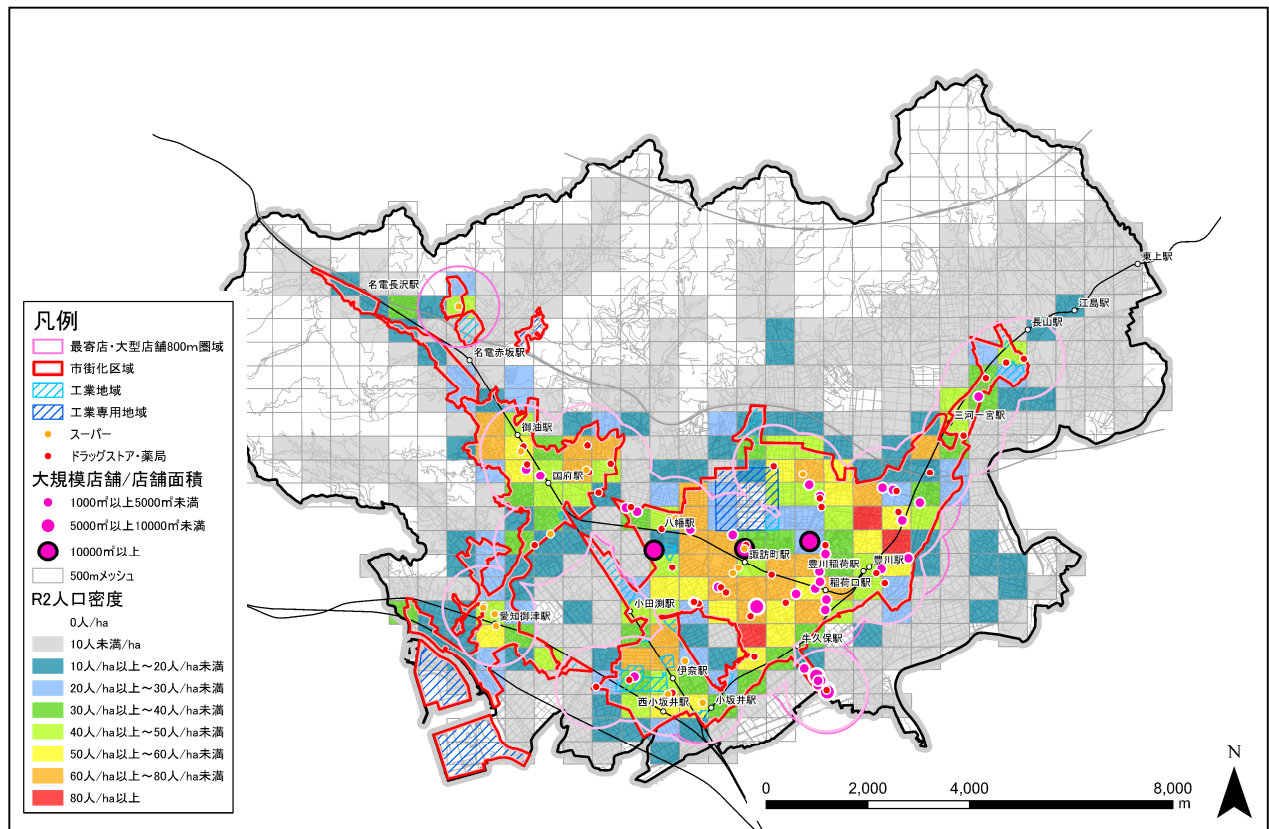 東上駅
江島駅
名電長沢駅
長山駅
名電赤坂駅
三河一宮駅
御油駅
国府駅
八幡駅
諏訪町駅
豊川稲荷駅
豊川駅
稲荷口駅
小田渕駅
愛知御津駅
牛久保駅
伊奈駅
西小坂井駅
小坂井駅
凡例
最寄店・大型店舗800m圏域
市街化区域
工業地域
工業専用地域
スーパー
ドラッグストア・薬局
大規模店舗/店舗面積
1000㎡以上5000㎡未満
5000㎡以上10000㎡未満
10000㎡以上
500mメッシュ
R2人口密度
0人/ha
10人未満/ha
10人/ha以上～20人/ha未満
20人/ha以上～30人/ha未満
30人/ha以上～40人/ha未満
40人/ha以上～50人/ha未満
50人/ha以上～60人/ha未満
60人/ha以上～80人/ha未満
80人/ha以上
N
0 2,000 4,000 8,000
m